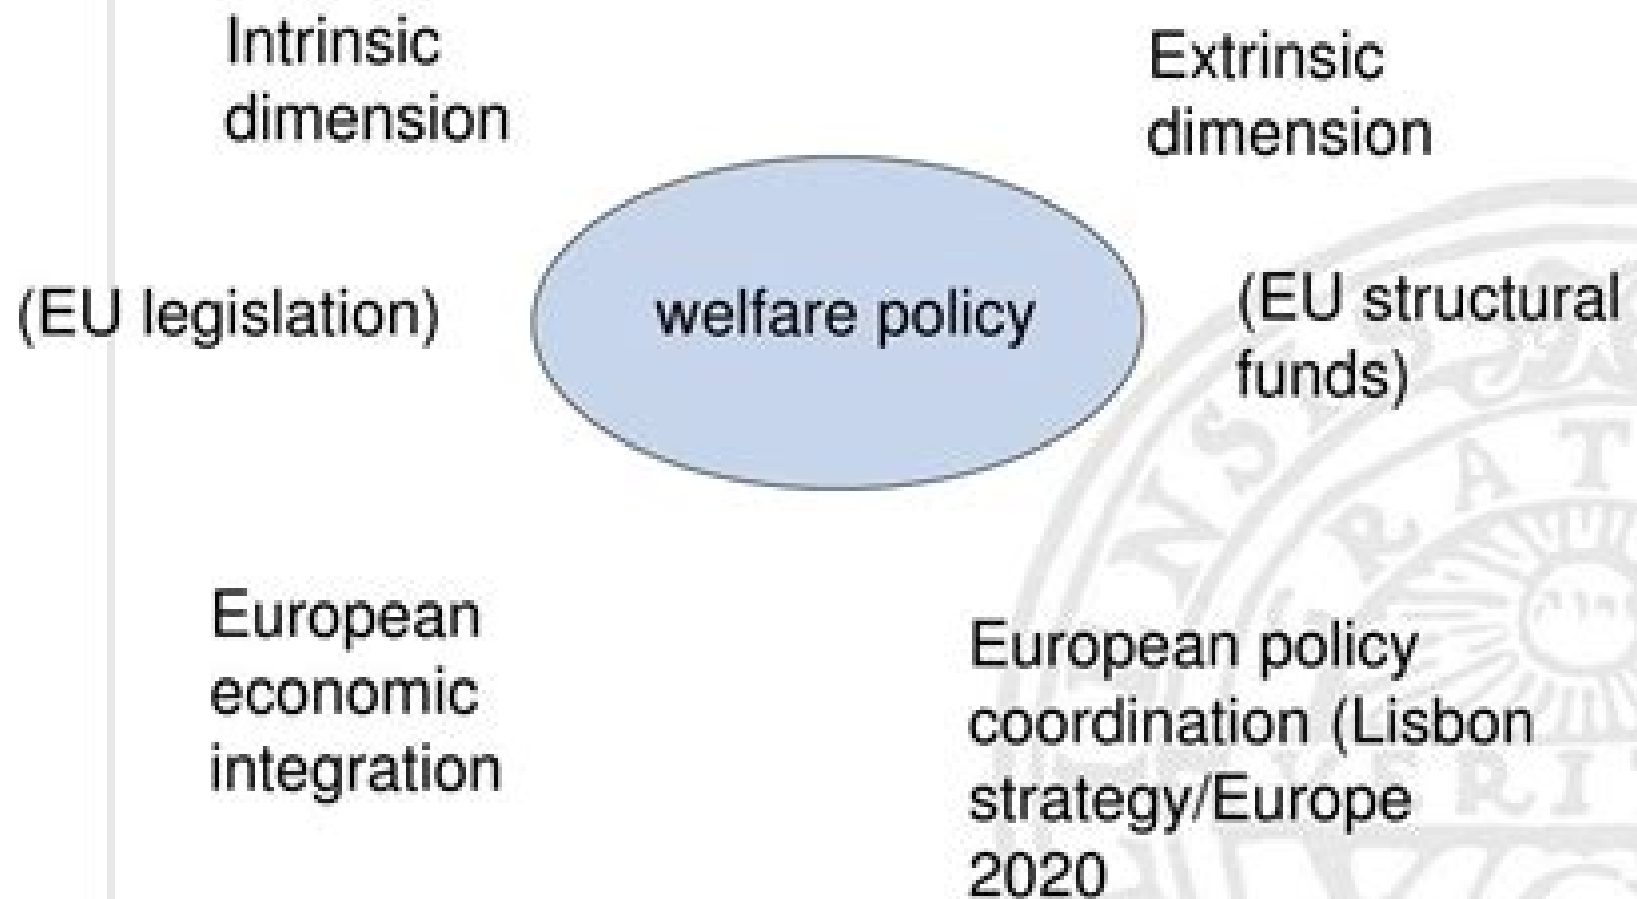 Intrinsic
dimension
Extrinsic
dimension
(EU legislation)
welfare policy
(EU structural
funds)
European
economic
integration
European policy
coordination (Lisbon
strategy/Europe
2020